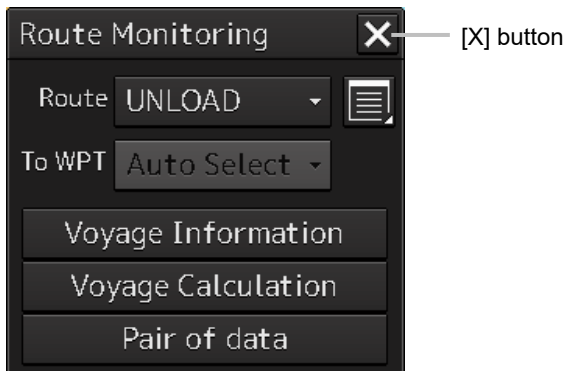 Route Monitoring
[X] button
Route UNLOAD
To WPT Auto Select
Voyage Information
Voyage Calculation
Pair of data